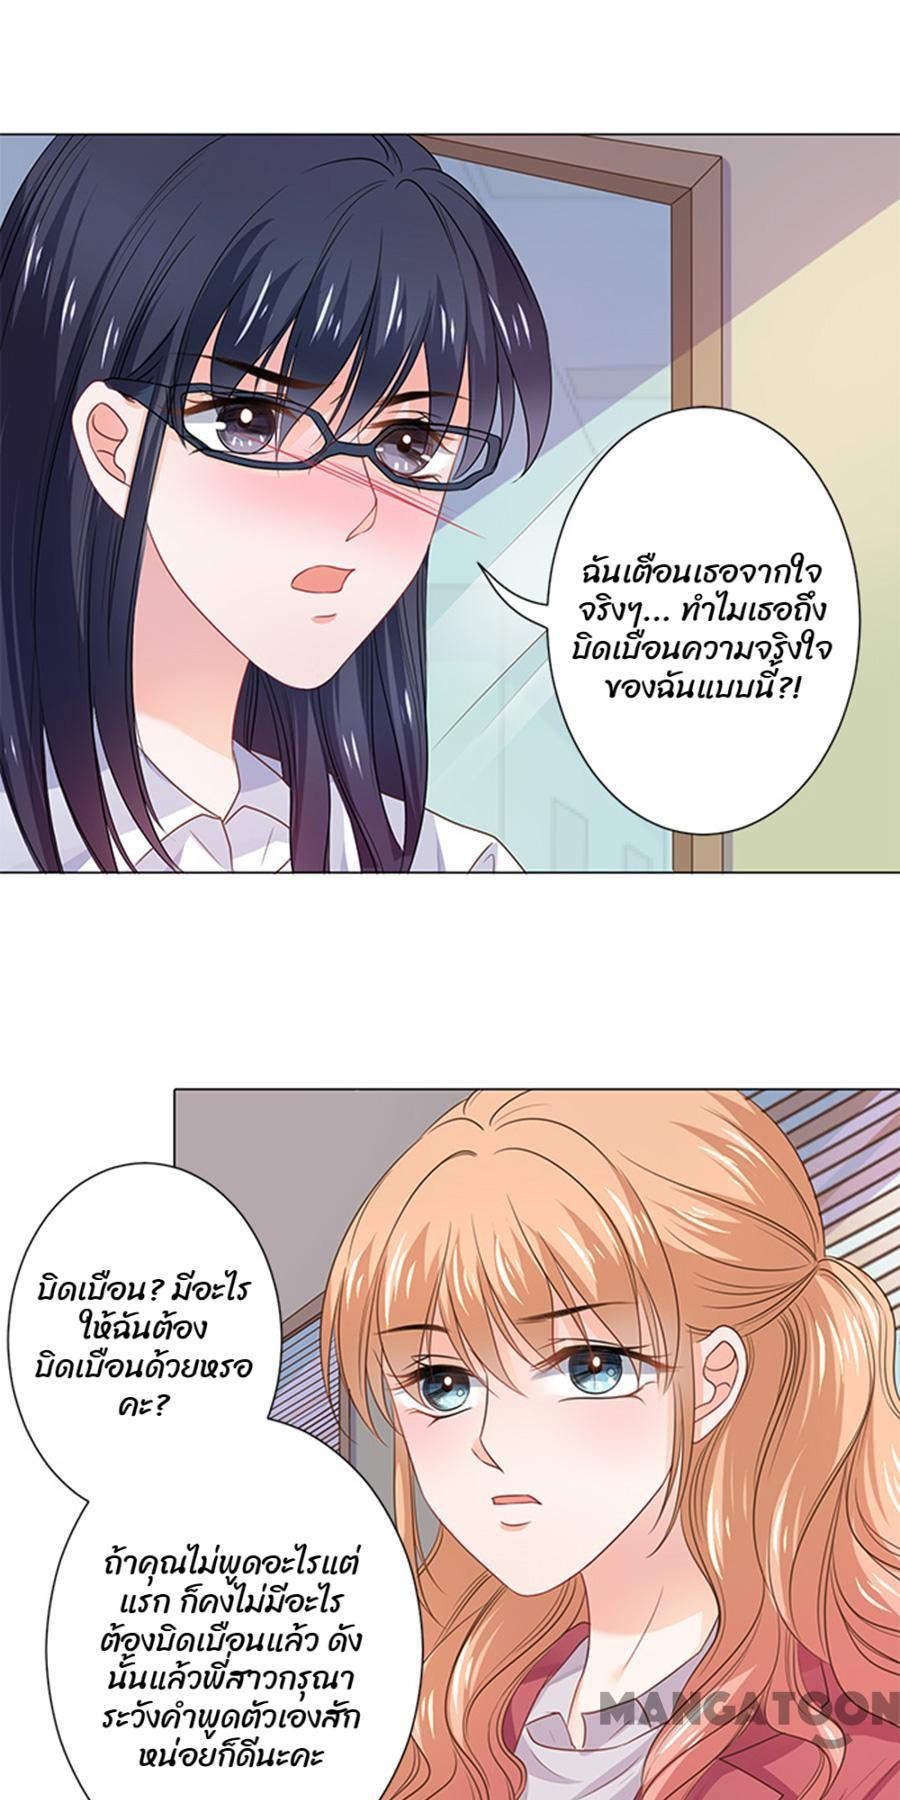 ฉันเตือนเธอจากใจ
จริงๆ... ทำไมเธอถึง
บิดเบือนความจริงใจ
ของฉันแบบนี้?!
บิดเบือน? มีอะไร
ให้ฉันต้อง
บิดเบือนด้วยหรอ
คะ?
ถ้าคุณไม่พูดอะไรแต่
แรก ก็คงไม่มีอะไร
ต้องบิดเบือนแล้ว ดัง
นั้นแล้วพี่สาวกรุณา
ระวังคำพูดตัวเองสัก
หน่อยก็ดีนะคะ
MANGATOON